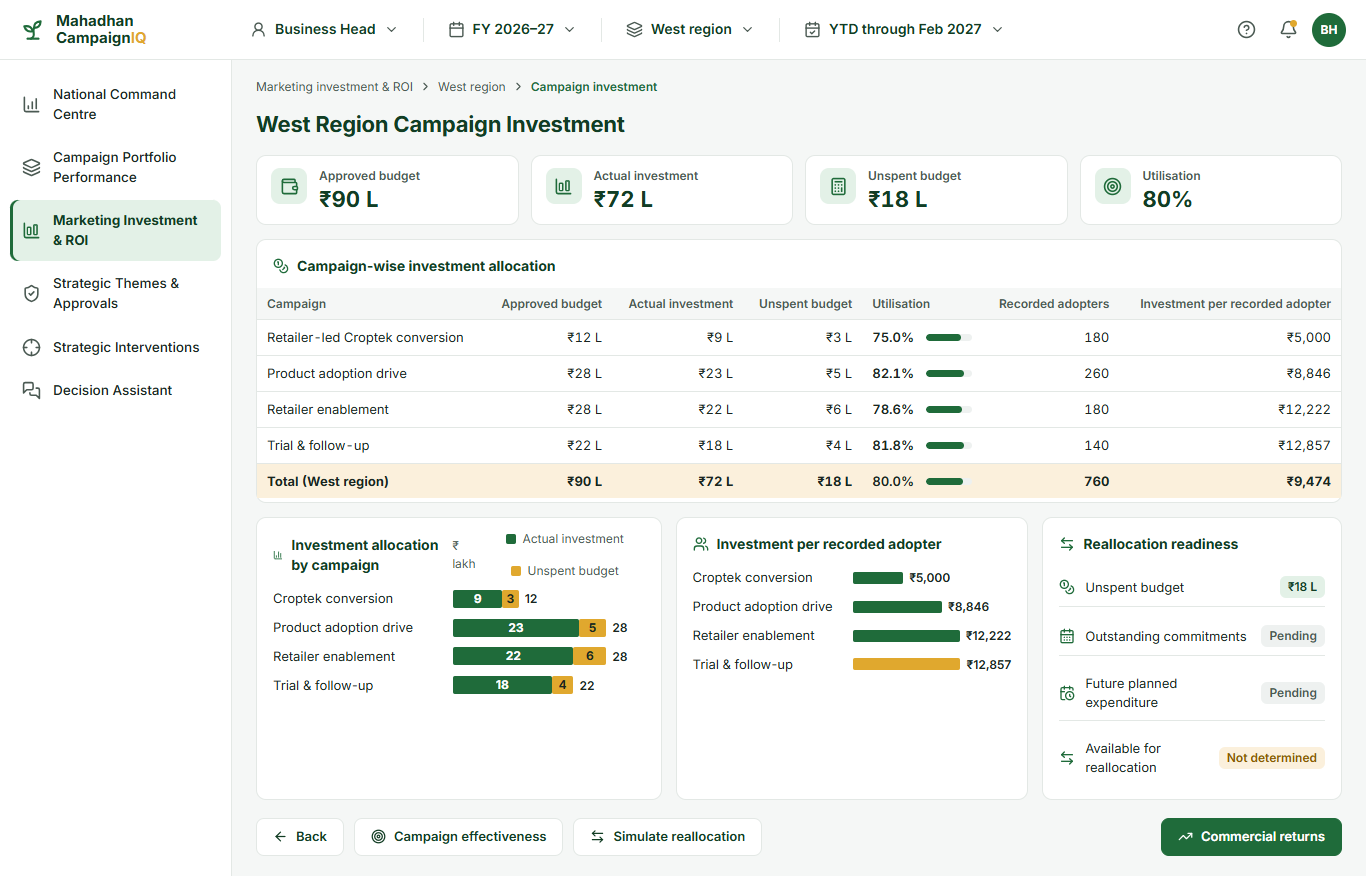 Mahadhan
CampaignIQ
Business Head
FY 2026–27
West region
YTD through Feb 2027
BH
National Command
Centre
Campaign Portfolio
Performance
Marketing Investment
& ROI
Strategic Themes &
Approvals
Strategic Interventions
Decision Assistant
Marketing investment & ROI > West region > Campaign investment
West Region Campaign Investment
Approved budget
₹90 L
Actual investment
₹72 L
Unspent budget
₹18 L
Utilisation
80%
Campaign-wise investment allocation
Campaign Approved budget Actual investment Unspent budget Utilisation Recorded adopters Investment per recorded adopter
Retailer-led Croptek conversion ₹12 L ₹9 L ₹3 L 75.0% 180 ₹5,000
Product adoption drive ₹28 L ₹23 L ₹5 L 82.1% 260 ₹8,846
Retailer enablement ₹28 L ₹22 L ₹6 L 78.6% 180 ₹12,222
Trial & follow-up ₹22 L ₹18 L ₹4 L 81.8% 140 ₹12,857
Total (West region) ₹90 L ₹72 L ₹18 L 80.0% 760 ₹9,474
Investment allocation
by campaign
₹
lakh
Actual investment
Unspent budget
Croptek conversion 9 3 12
Product adoption drive 23 5 28
Retailer enablement 22 6 28
Trial & follow-up 18 4 22
Investment per recorded adopter
Croptek conversion ₹5,000
Product adoption drive ₹8,846
Retailer enablement ₹12,222
Trial & follow-up ₹12,857
Reallocation readiness
Unspent budget ₹18 L
Outstanding commitments Pending
Future planned
expenditure
Pending
Available for
reallocation
Not determined
Back
Campaign effectiveness
Simulate reallocation
Commercial returns